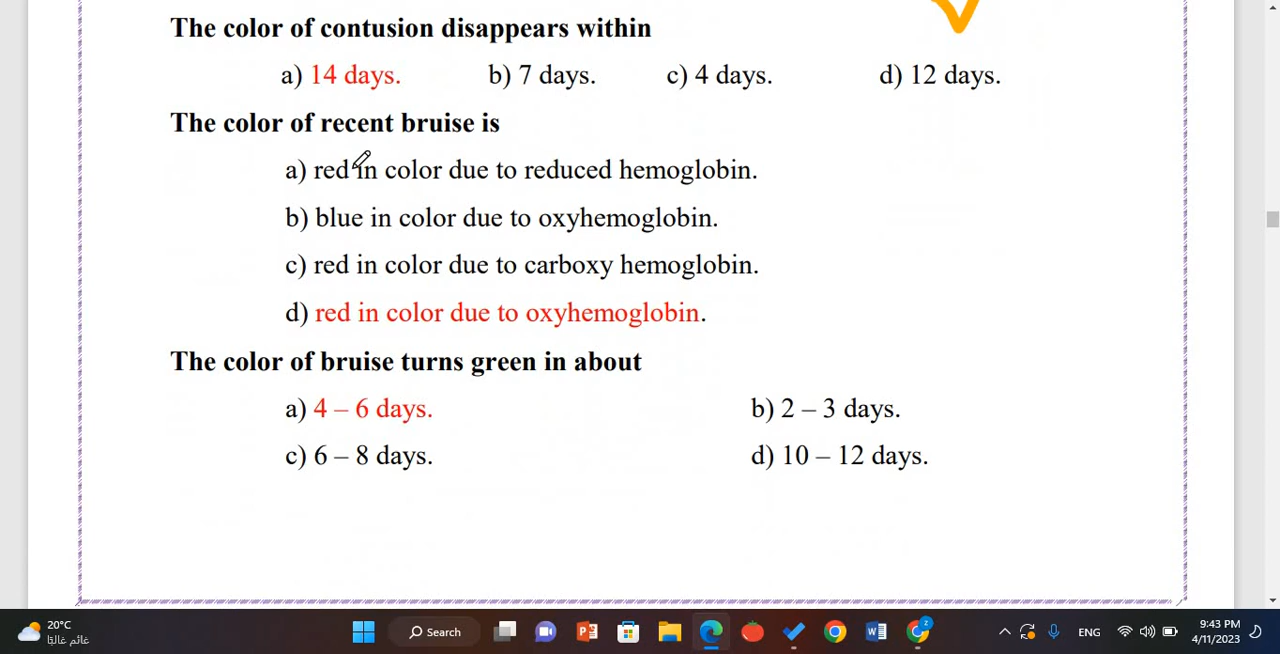 The color of contusion disappears within
a) 14 days. b) 7 days. c) 4 days. d) 12 days.
The color of recent bruise is
a) red in color due to reduced hemoglobin.
b) blue in color due to oxyhemoglobin.
c) red in color due to carboxy hemoglobin.
d) red in color due to oxyhemoglobin.
The color of bruise turns green in about
a) 4 – 6 days. b) 2 – 3 days.
c) 6 – 8 days. d) 10 – 12 days.
20°C
غائم غالبًا
Search
ENG
9:43 PM
4/11/2023